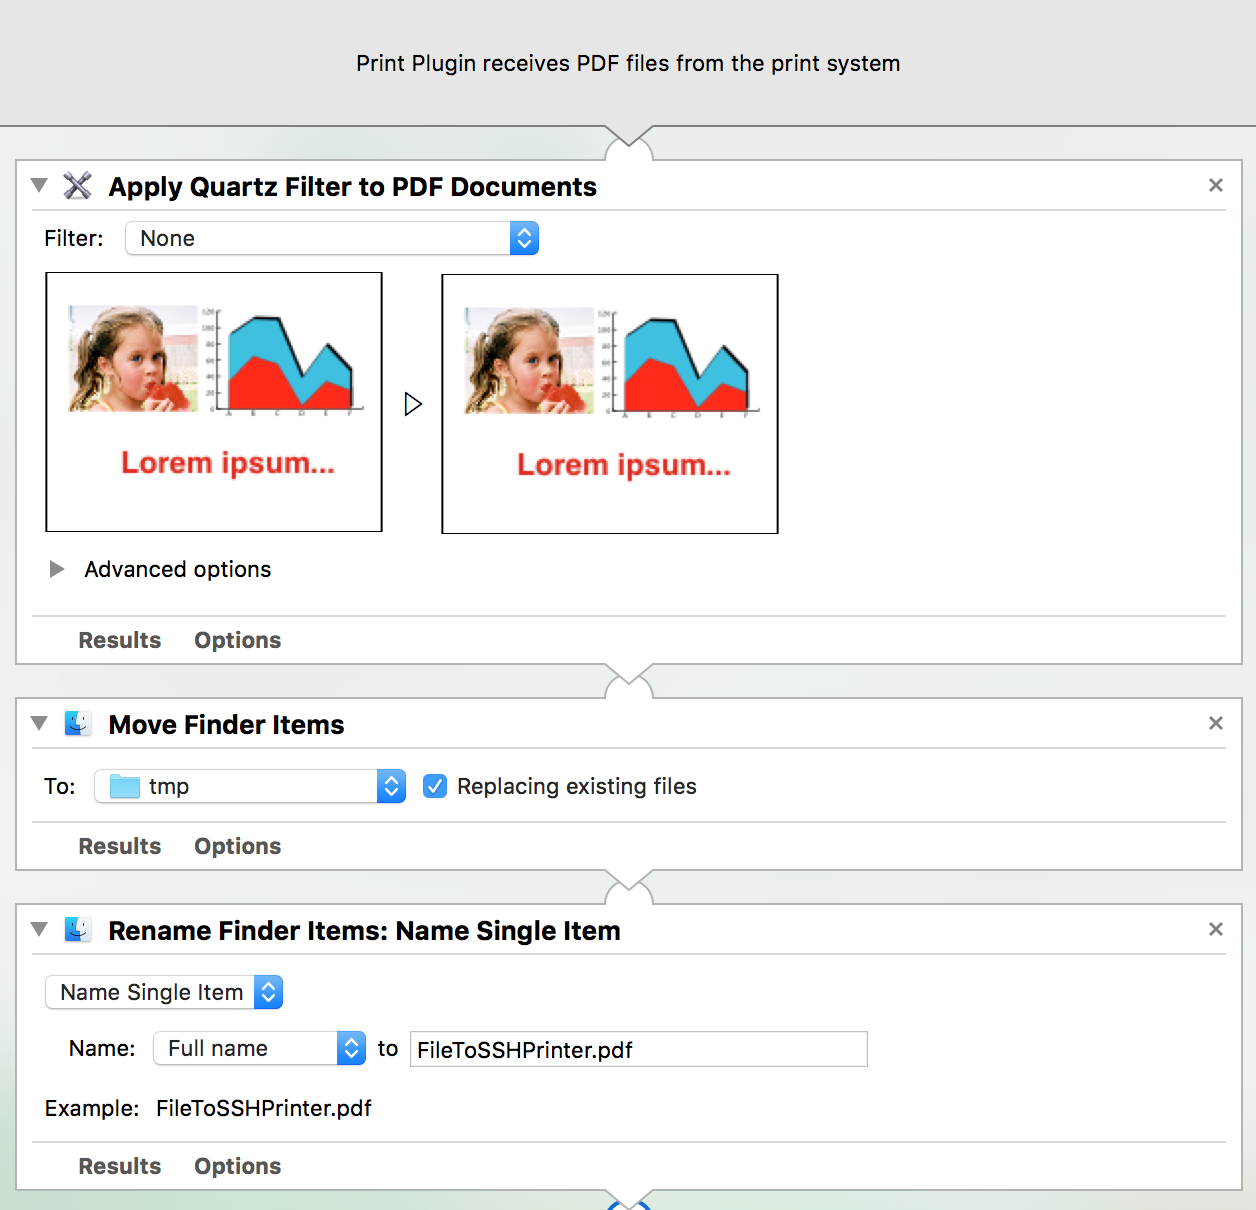 Print Plugin receives PDF files from the print system
Apply Quartz Filter to PDF Documents
Filter: None
Lorem ipsum...
Lorem ipsum...
Advanced options
Results Options
Move Finder Items
To: tmp Replacing existing files
Results Options
Rename Finder Items: Name Single Item
Name Single Item
Name: Full name to FileToSSHPrinter.pdf
Example: FileToSSHPrinter.pdf
Results Options